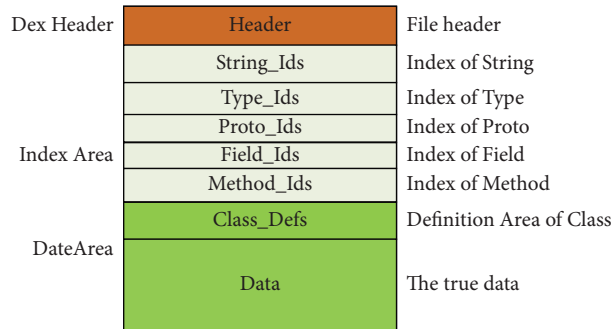 Dex Header Header File header
String_Ids Index of String
Type_Ids Index of Type
Proto_Ids Index of Proto
Index Area Field_Ids Index of Field
Method_Ids Index of Method
Class_Defs Definition Area of Class
DateArea
Data The true data